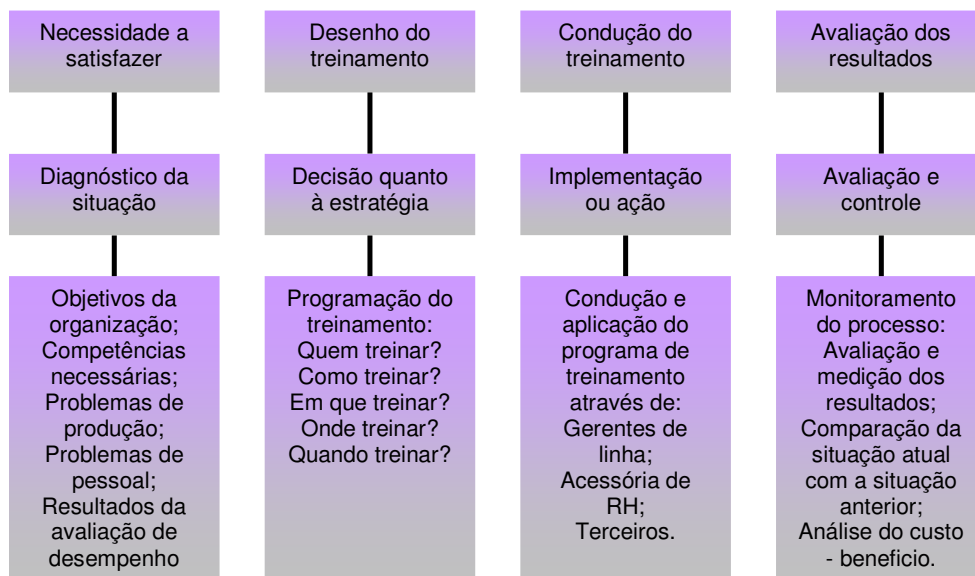 Necessidade a
satisfazer
Diagnóstico da
situação
Objetivos da
organização;
Competências
necessárias;
Problemas de
produção;
Problemas de
pessoal;
Resultados da
avaliação de
desempenho
Desenho do
treinamento
Decisão quanto
à estratégia
Programação do
treinamento:
Quem treinar?
Como treinar?
Em que treinar?
Onde treinar?
Quando treinar?
Condução do
treinamento
Implementação
ou ação
Condução e
aplicação do
programa de
treinamento
através de:
Gerentes de
linha;
Acessória de
RH;
Terceiros.
Avaliação dos
resultados
Avaliação e
controle
Monitoramento
do processo:
Avaliação e
medição dos
resultados;
Comparação da
situação atual
com a situação
anterior;
Análise do custo
- beneficio.